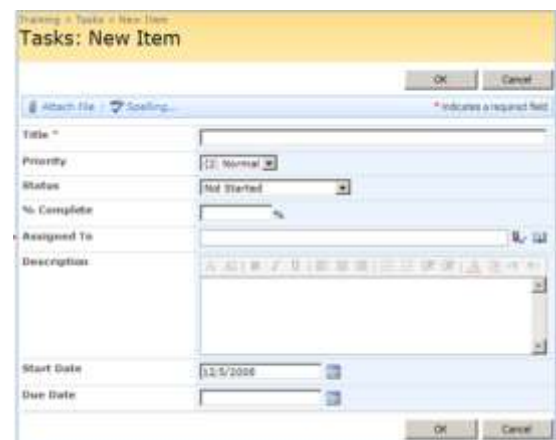 Training > Tasks > New Item
Tasks: New Item
OK Cancel
Attach File | Spelling...
* indicates a required field
Title *
Priority
(2) Normal
Status
Not Started
% Complete
%
Assigned To
Description
Start Date
12/5/2008
Due Date
OK Cancel